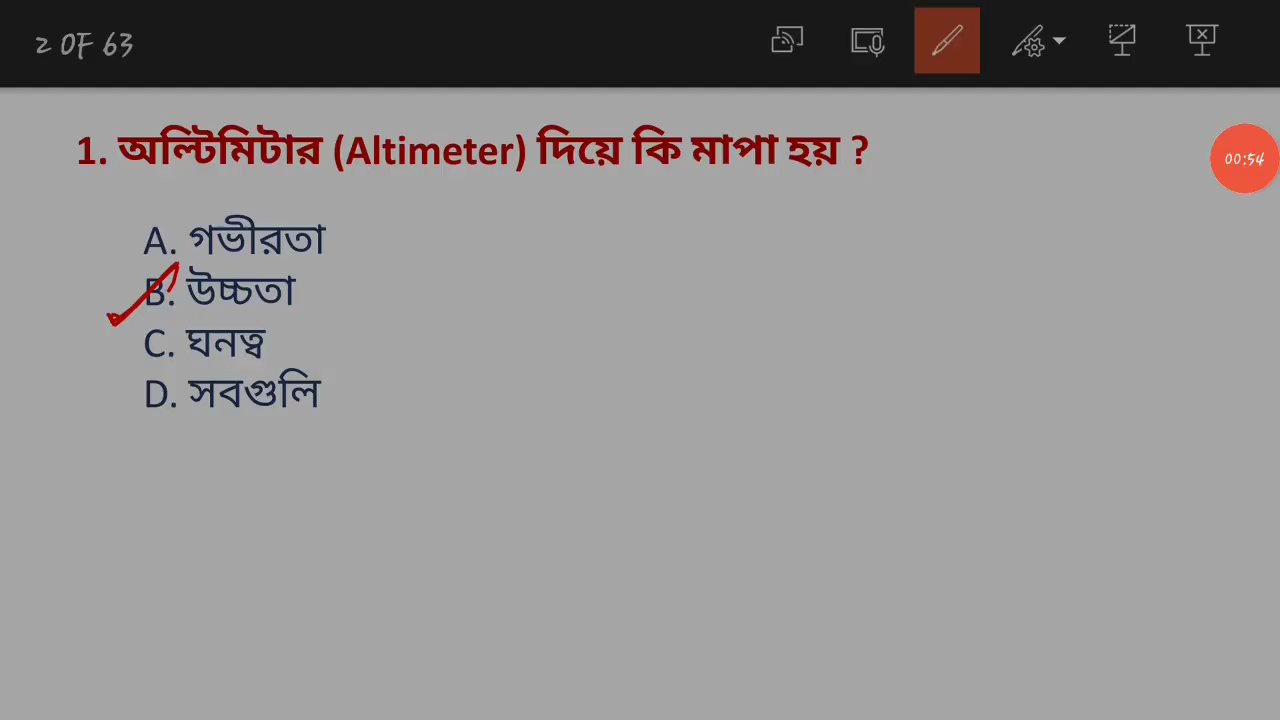 2 OF 63
1. অল্টিমিটার (Altimeter) দিয়ে কি মাপা হয় ?
00:54
A. গভীরতা
B. উচ্চতা
C. ঘনত্ব
D. সবগুলি